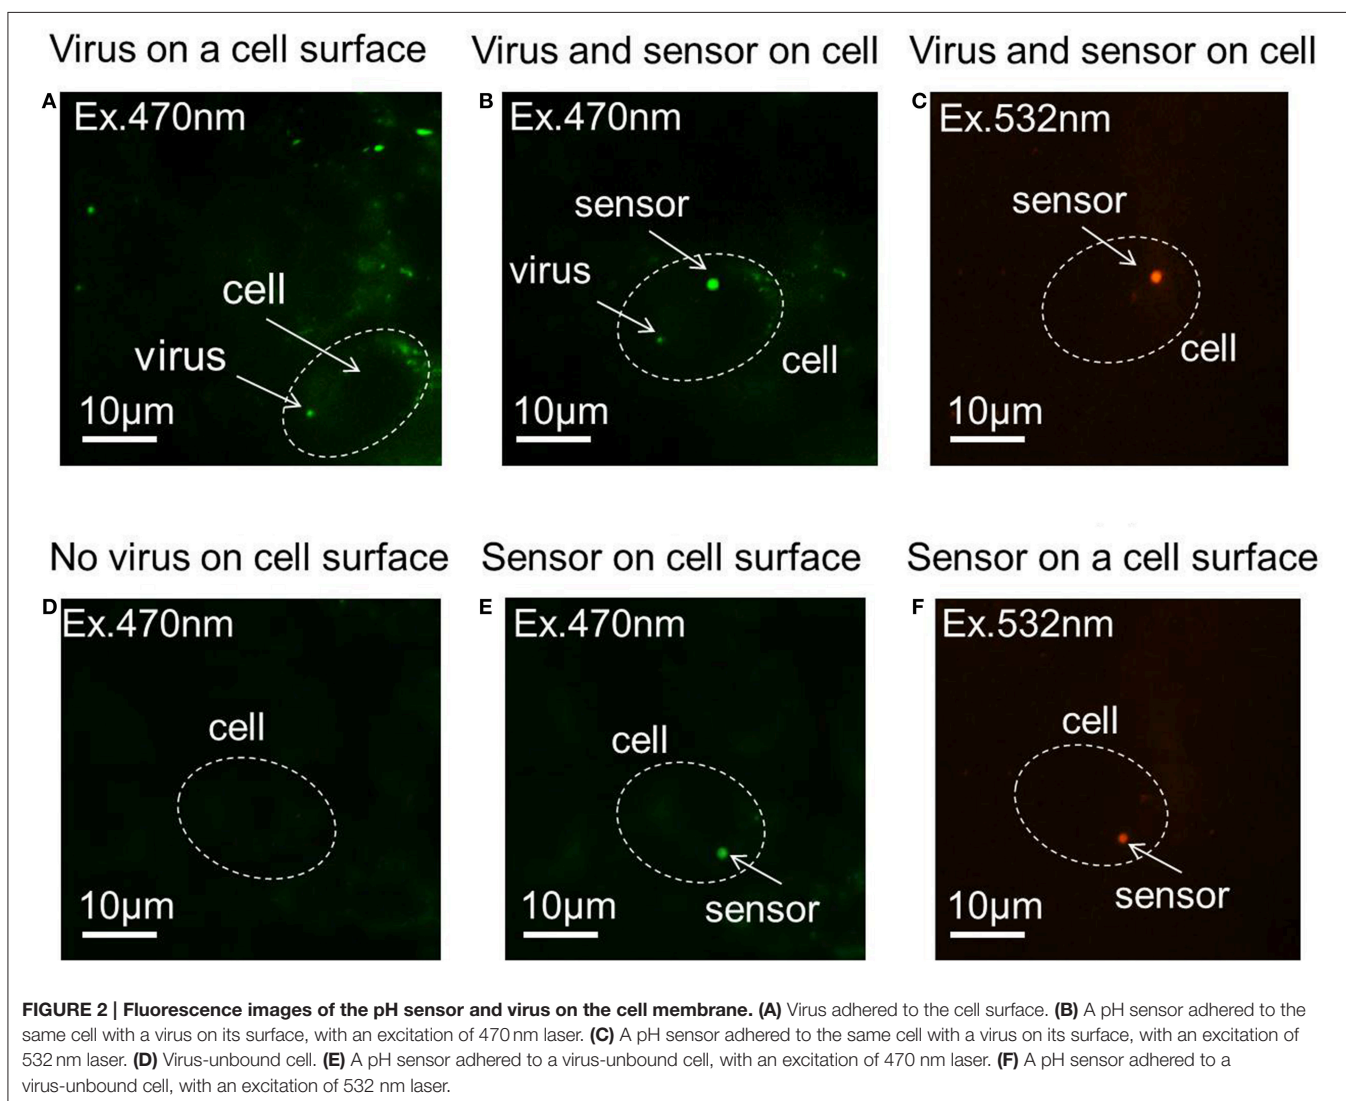 Virus on a cell surface
Virus and sensor on cell
Virus and sensor on cell
A
Ex.470nm
cell
virus
10µm
B
Ex.470nm
sensor
virus
cell
10µm
C
Ex.532nm
sensor
cell
10µm
No virus on cell surface
Sensor on cell surface
Sensor on a cell surface
D
Ex.470nm
cell
10µm
E
Ex.470nm
cell
sensor
10µm
F
Ex.532nm
cell
sensor
10µm
FIGURE 2 | Fluorescence images of the pH sensor and virus on the cell membrane. (A) Virus adhered to the cell surface. (B) A pH sensor adhered to the
same cell with a virus on its surface, with an excitation of 470 nm laser. (C) A pH sensor adhered to the same cell with a virus on its surface, with an excitation of
532 nm laser. (D) Virus-unbound cell. (E) A pH sensor adhered to a virus-unbound cell, with an excitation of 470 nm laser. (F) A pH sensor adhered to a
virus-unbound cell, with an excitation of 532 nm laser.